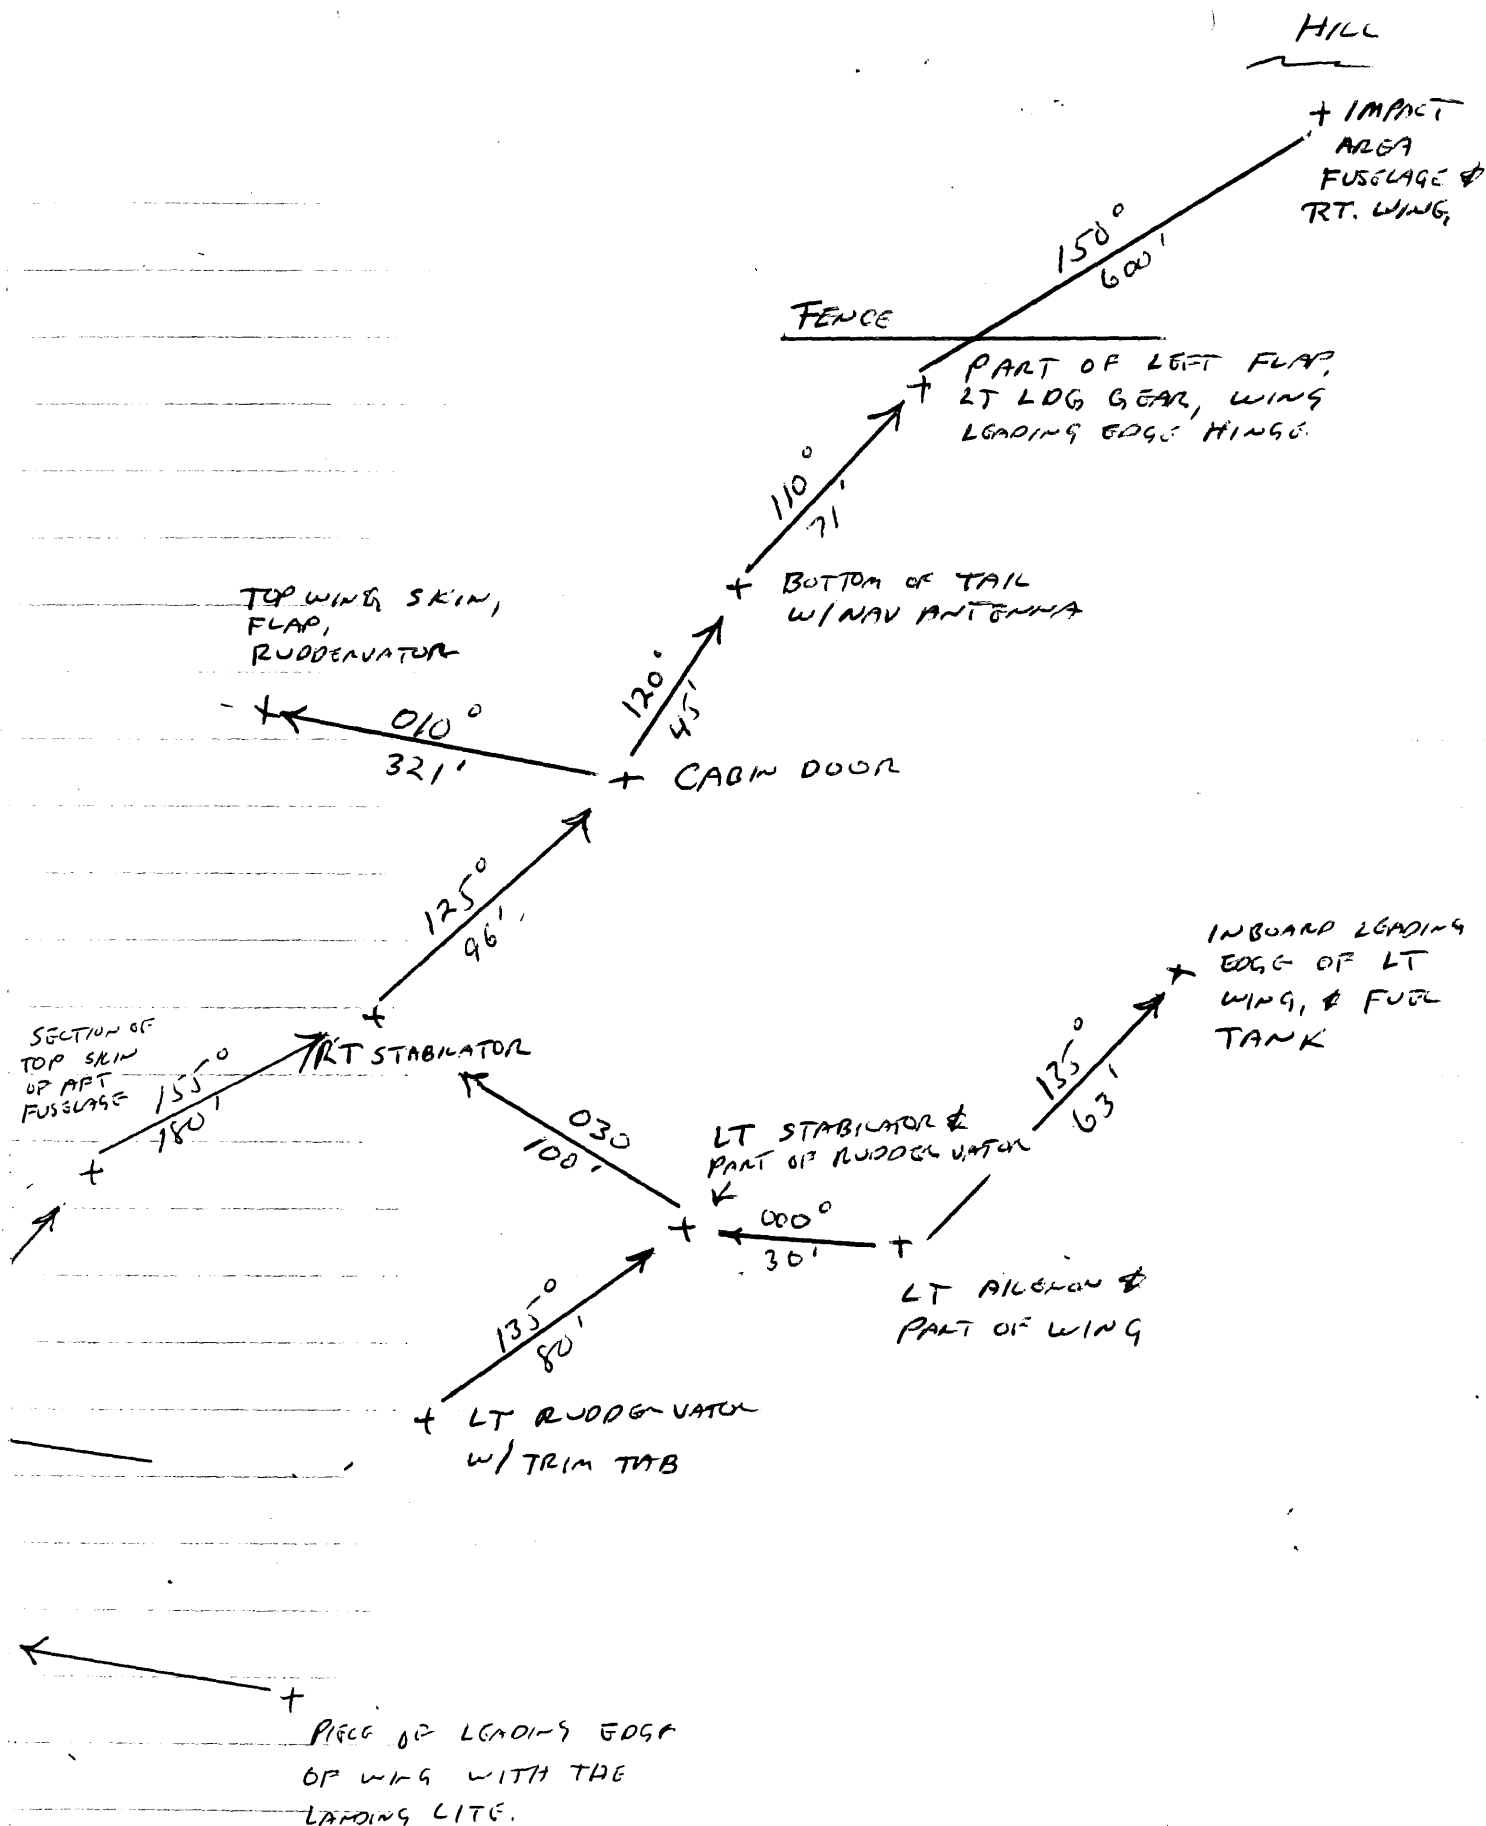 HILL
+ IMPACT
AREA
FUSELAGE &
RT. WING,
150°
600'
FENCE
+ PART OF LEFT FLAP,
LT LDG GEAR, WING
LEADING EDGE HINGE.
110°
71'
+ BOTTOM OF TAIL
W/NAV ANTENNA
TOP WING SKIN,
FLAP,
RUDDERVATOR
120°
45'
+
010°
321'
+ CABIN DOOR
125°
96'
INBOARD LEADING
+ EDGE OF LT
WING, & FUEL
TANK
+
RT STABILATOR
SECTION OF
TOP SKIN
OF AFT
FUSELAGE
155°
180'
+
135°
63'
030
100'
LT STABILATOR &
PART OF RUDDERVATOR
+
000°
30'
+
LT AILERON &
PART OF WING
135°
80'
+ LT RUDDERVATOR
W/ TRIM TAB
+
PIECE OF LEADING EDGE
OF WING WITH THE
LANDING LITE.